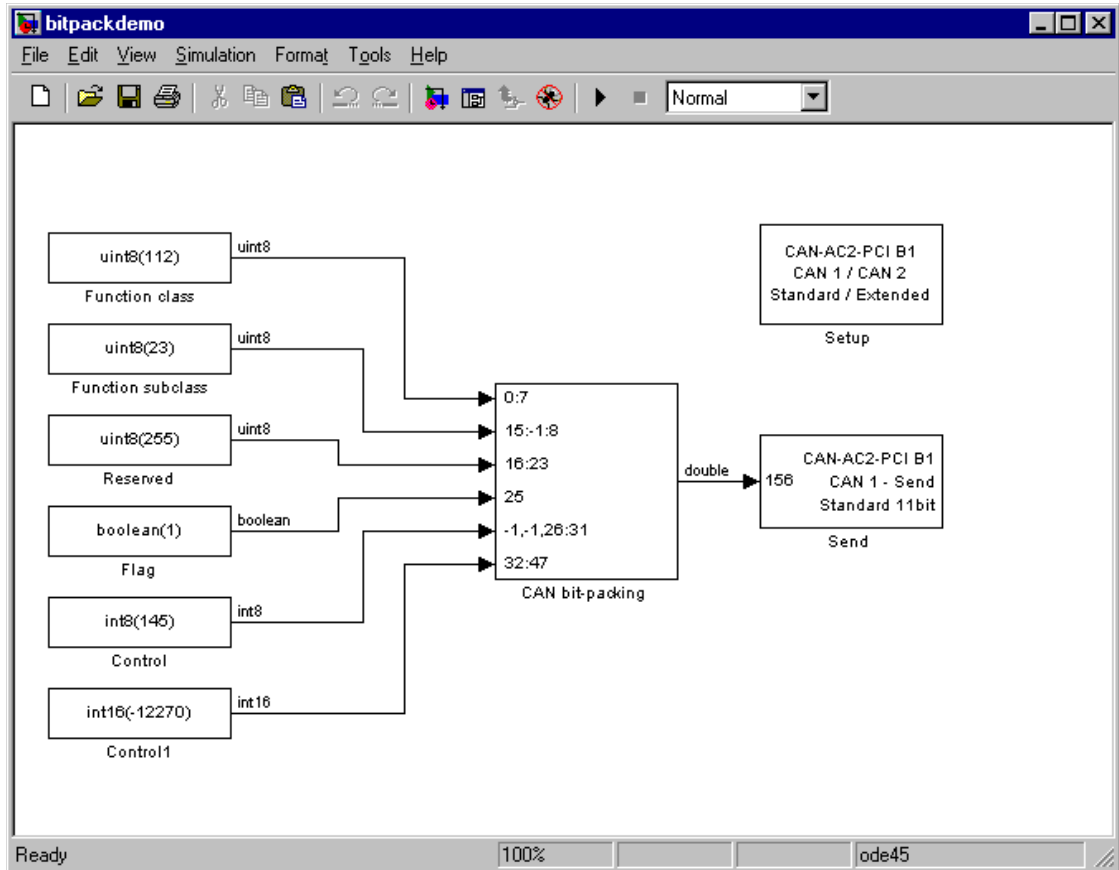 bitpackdemo
File Edit View Simulation Format Tools Help
Normal
uint8(112)
uint8
Function class
uint8(23)
uint8
Function subclass
uint8(255)
uint8
Reserved
boolean(1)
boolean
Flag
int8(145)
int8
Control
int16(-12270)
int16
Control1
0:7
15:-1:8
16:23
25
-1,-1,26:31
32:47
CAN bit-packing
double
CAN-AC2-PCI B1
CAN 1 / CAN 2
Standard / Extended
Setup
156
CAN-AC2-PCI B1
CAN 1 - Send
Standard 11bit
Send
Ready 100% ode45